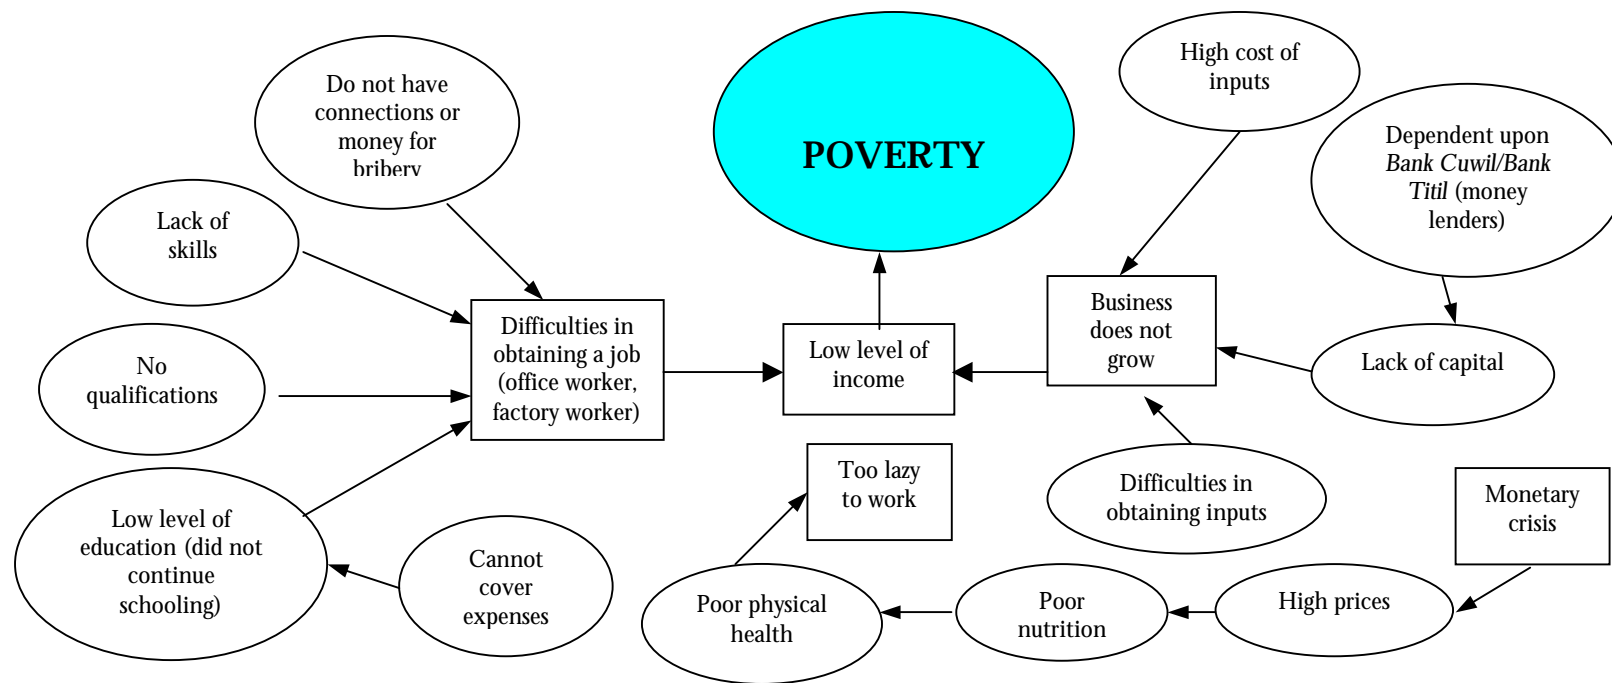 Do not have
connections or
money for
bribery
POVERTY
High cost of
inputs
Dependent upon
Bank Cuwil/Bank
Titil (money
lenders)
Lack of
skills
Difficulties in
obtaining a job
(office worker,
factory worker)
Low level of
income
Business
does not
grow
Lack of capital
No
qualifications
Too lazy
to work
Difficulties in
obtaining inputs
Monetary
crisis
Low level of
education (did not
continue
schooling)
Cannot
cover
expenses
Poor physical
health
Poor
nutrition
High prices